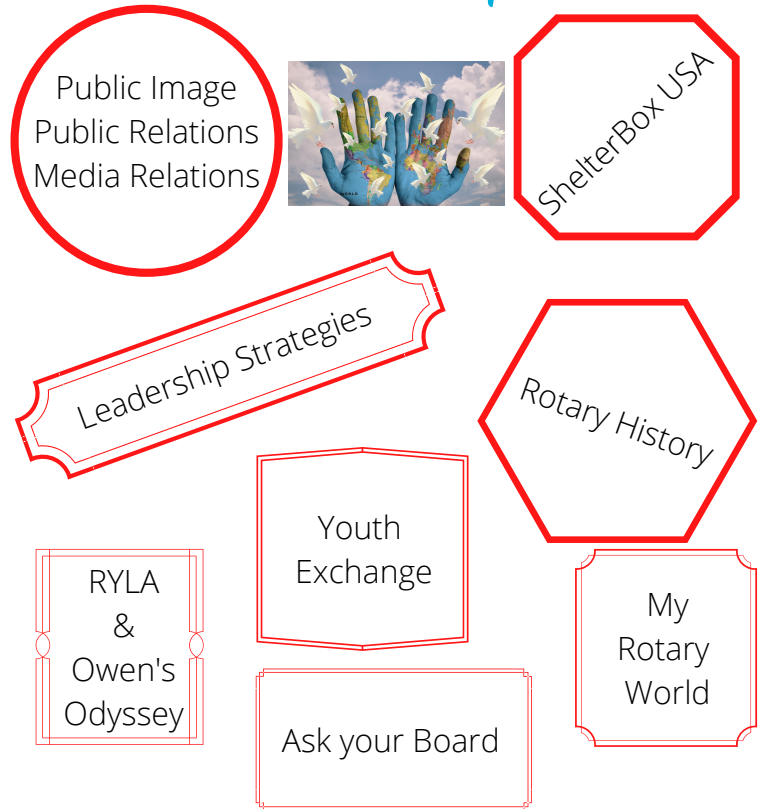 Public Image
Public Relations
Media Relations
ShelterBox USA
Leadership Strategies
Rotary History
Youth
Exchange
RYLA
&
Owen's
Odyssey
My
Rotary
World
Ask your Board